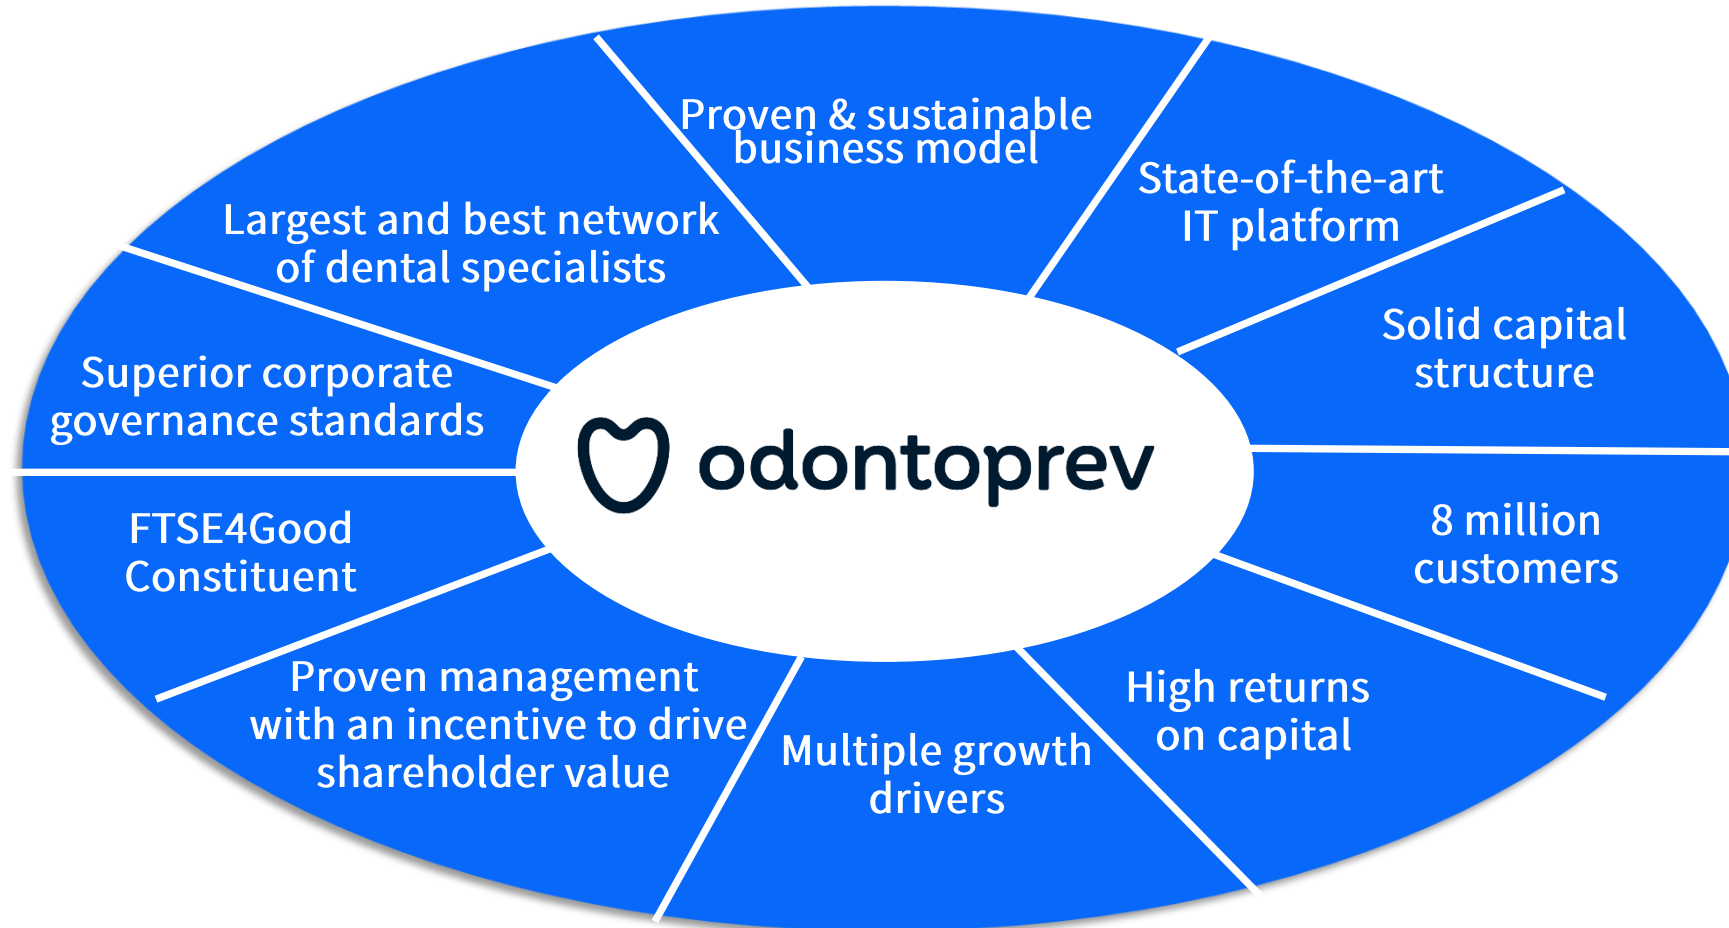 Proven & sustainable
business model
State-of-the-art
IT platform
Solid capital
structure
8 million
customers
High returns
on capital
Multiple growth
drivers
Proven management
with an incentive to drive
shareholder value
FTSE4Good
Constituent
Superior corporate
governance standards
Largest and best network
of dental specialists
odontoprev